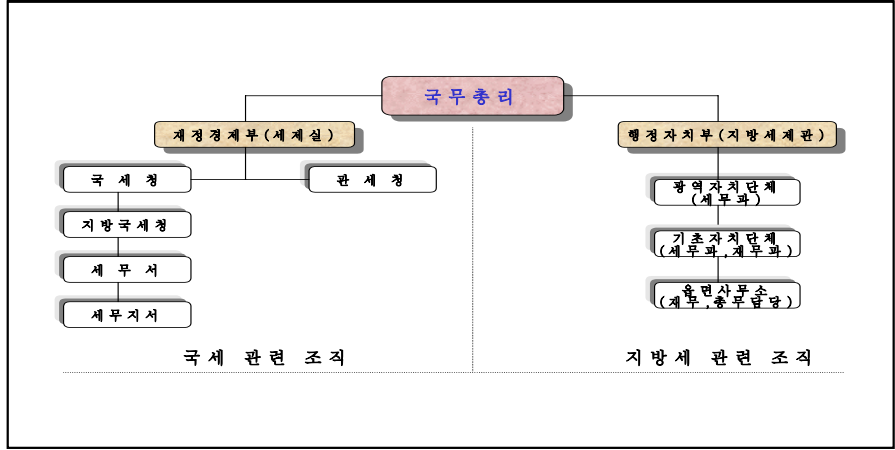 국무총리
재정경제부(세제실)
행정자치부(지방세제관)
국세청
관세청
지방국세청
세무서
세무지서
광역자치단체
(세무과)
기초자치단체
(세무과,재무과)
읍면사무소
(재무,총무담당)
국세 관련 조직
지방세 관련 조직